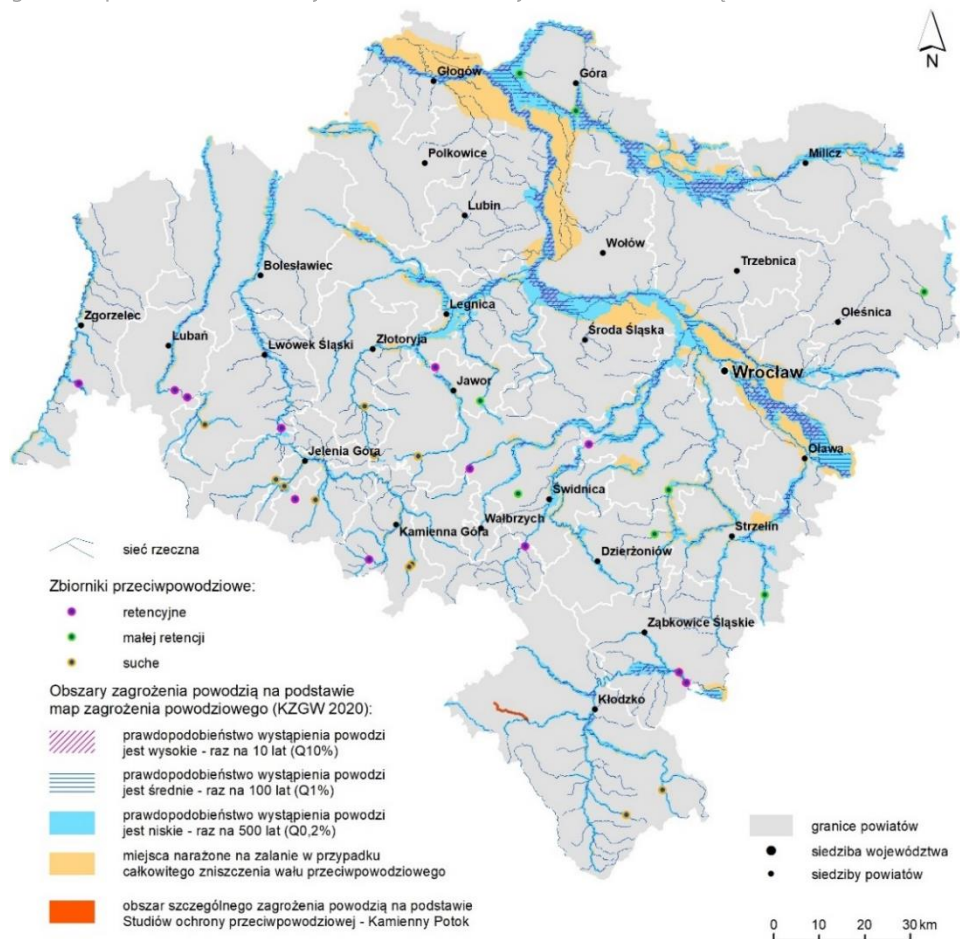 N
Głogów
Góra
Polkowice
Milicz
Lubin
Wołów
Trzebnica
Bolesławiec
Legnica
Oleśnica
Zgorzelec
Lubań
Środa Śląska
Lwówek Śląski
Złotoryja
Wrocław
Jawor
Jelenia Góra
Oława
Świdnica
Kamienna Góra
Wałbrzych
Strzelin
Dzierżoniów
Ząbkowice Śląskie
Kłodzko
sieć rzeczna
Zbiorniki przeciwpowodziowe:
retencyjne
małej retencji
suche
Obszary zagrożenia powodzią na podstawie
map zagrożenia powodziowego (KZGW 2020):
prawdopodobieństwo wystąpienia powodzi
jest wysokie - raz na 10 lat (Q10%)
prawdopodobieństwo wystąpienia powodzi
jest średnie - raz na 100 lat (Q1%)
prawdopodobieństwo wystąpienia powodzi
jest niskie - raz na 500 lat (Q0,2%)
miejsca narażone na zalanie w przypadku
całkowitego zniszczenia wału przeciwpowodziowego
obszar szczególnego zagrożenia powodzią na podstawie
Studiów ochrony przeciwpowodziowej - Kamienny Potok
granice powiatów
siedziba województwa
siedziby powiatów
0 10 20 30 km